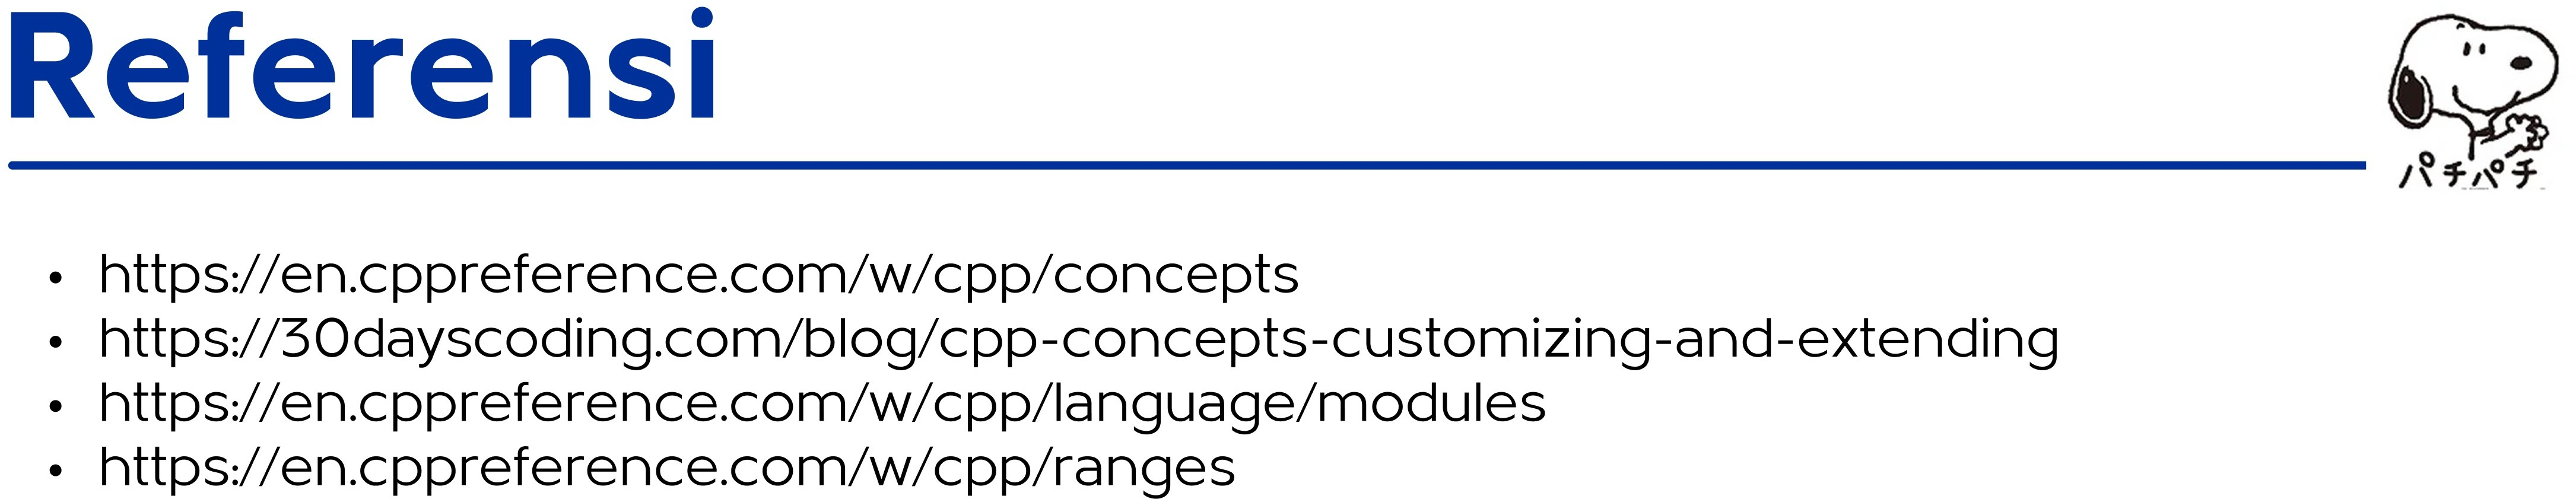 Referensi
パチパチ
• https://en.cppreference.com/w/cpp/concepts
• https://30dayscoding.com/blog/cpp-concepts-customizing-and-extending
• https://en.cppreference.com/w/cpp/language/modules
• https://en.cppreference.com/w/cpp/ranges